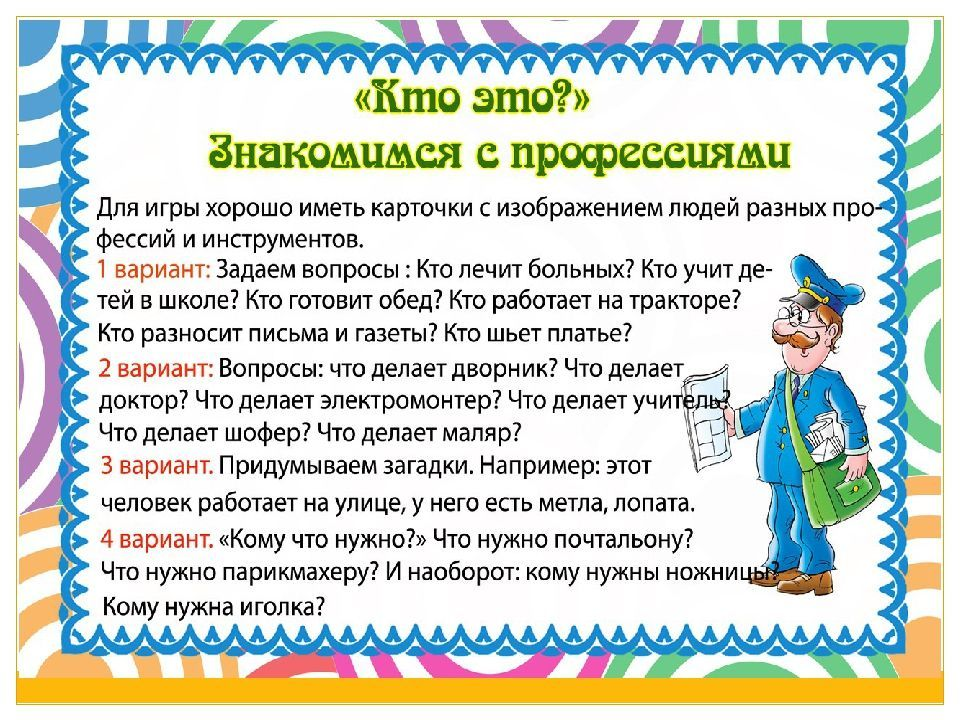 «Кто это?»
Знакомимся с профессиями
Для игры хорошо иметь карточки с изображением людей разных про-
фессий и инструментов.
1 вариант: Задаем вопросы : Кто лечит больных? Кто учит де-
тей в школе? Кто готовит обед? Кто работает на тракторе?
Кто разносит письма и газеты? Кто шьет платье?
2 вариант: Вопросы: что делает дворник? Что делает
доктор? Что делает электромонтер? Что делает учитель?
Что делает шофер? Что делает маляр?
3 вариант. Придумываем загадки. Например: этот
человек работает на улице, у него есть метла, лопата.
4 вариант. «Кому что нужно?» Что нужно почтальону?
Что нужно парикмахеру? И наоборот: кому нужны ножницы?
Кому нужна иголка?